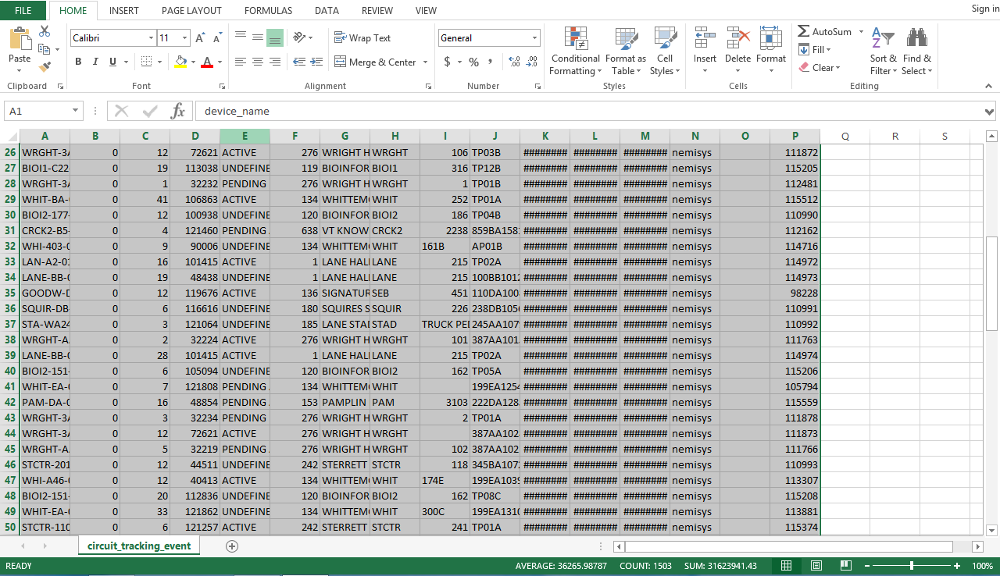 FILE HOME INSERT PAGE LAYOUT FORMULAS DATA REVIEW VIEW Sign in
Calibri 11 Wrap Text General AutoSum
Paste Conditional Formatting Format as Table Cell Styles Insert Delete Format Fill Sort & Filter Find & Select
B I U A Merge & Center $ % , Clear
Clipboard Font Alignment Number Styles Cells Editing
A1 fx device_name
A B C D E F G H I J K L M N O P Q R S
26 WRGHT-3A 0 12 72621 ACTIVE 276 WRIGHT H WRGHT 106 TP03B ######## ######## ######## nemisys 111872
27 BIOI1-C22- 0 19 113038 UNDEFINE 119 BIOINFOR BIOI1 316 TP12B ######## ######## ######## nemisys 115205
28 WRGHT-3A 0 1 32232 PENDING 276 WRIGHT H WRGHT 1 TP01B ######## ######## ######## nemisys 112481
29 WHIT-BA- 0 41 106863 ACTIVE 134 WHITTEM WHIT 252 TP01A ######## ######## ######## nemisys 115512
30 BIOI2-177- 0 12 100938 UNDEFINE 120 BIOINFOR BIOI2 186 TP04B ######## ######## ######## nemisys 110990
31 CRCK2-B5- 0 4 121460 PENDING 638 VT KNOW CRCK2 2238 859BA158 ######## ######## ######## nemisys 112162
32 WHI-403-0 0 9 90006 UNDEFINE 134 WHITTEM WHIT 161B AP01B ######## ######## ######## nemisys 114716
33 LAN-A2-01 0 16 101415 ACTIVE 1 LANE HAL LANE 215 TP02A ######## ######## ######## nemisys 114972
34 LANE-BB-0 0 19 48438 UNDEFINE 1 LANE HAL LANE 215 100BB1012 ######## ######## ######## nemisys 114973
35 GOODW-D 0 12 119676 ACTIVE 136 SIGNATUR SEB 451 110DA100 ######## ######## ######## nemisys 98228
36 SQUIR-DB 0 6 116616 UNDEFINE 180 SQUIRES S SQUIR 226 238DB105 ######## ######## ######## nemisys 110991
37 STA-WA24 0 3 121064 UNDEFINE 185 LANE STAD STAD TRUCK PE 245AA107 ######## ######## ######## nemisys 110992
38 WRGHT-A 0 2 32224 ACTIVE 276 WRIGHT H WRGHT 101 387AA101 ######## ######## ######## nemisys 111763
39 LANE-BB-0 0 28 101415 ACTIVE 1 LANE HAL LANE 215 TP02A ######## ######## ######## nemisys 114974
40 BIOI2-151- 0 6 105094 UNDEFINE 120 BIOINFOR BIOI2 162 TP05A ######## ######## ######## nemisys 115206
41 WHIT-EA-0 0 7 121808 PENDING 134 WHITTEM WHIT 199EA1254 ######## ######## ######## nemisys 105794
42 PAM-DA-0 0 16 48854 PENDING 153 PAMPLIN PAM 3103 222DA128 ######## ######## ######## nemisys 115559
43 WRGHT-3A 0 3 32234 PENDING 276 WRIGHT H WRGHT 2 TP01A ######## ######## ######## nemisys 111878
44 WRGHT-3A 0 12 72621 ACTIVE 276 WRIGHT H WRGHT 387AA102 ######## ######## ######## nemisys 111873
45 WRGHT-A 0 5 32219 PENDING 276 WRIGHT H WRGHT 102 387AA102 ######## ######## ######## nemisys 111766
46 STCTR-201 0 12 44511 UNDEFINE 242 STERRETT STCTR 118 345BA107 ######## ######## ######## nemisys 110993
47 WHI-A46-0 0 12 40413 ACTIVE 134 WHITTEM WHIT 174E 199EA1039 ######## ######## ######## nemisys 113307
48 BIOI2-151- 0 20 112836 UNDEFINE 120 BIOINFOR BIOI2 162 TP08C ######## ######## ######## nemisys 115208
49 WHIT-EA-0 0 33 121862 UNDEFINE 134 WHITTEM WHIT 300C 199EA1310 ######## ######## ######## nemisys 113881
50 STCTR-110 0 6 121257 ACTIVE 242 STERRETT STCTR 241 TP01A ######## ######## ######## nemisys 115374
circuit_tracking_event
READY AVERAGE: 36265.98787 COUNT: 1503 SUM: 31623941.43 100%